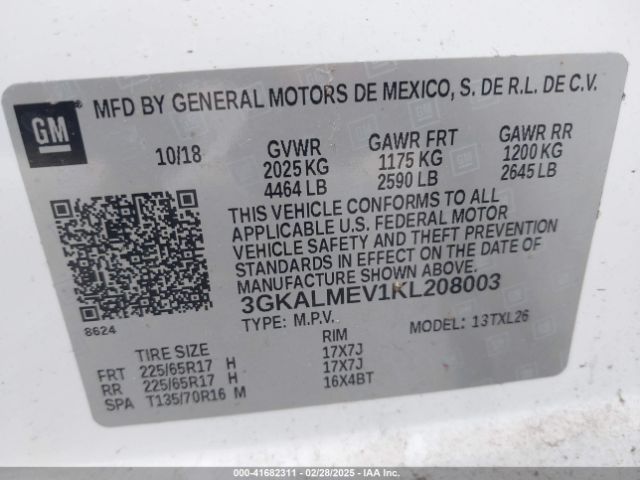 GM
MFD BY GENERAL MOTORS DE MEXICO, S. DE R.L. DE C.V.
10/18 GVWR GAWR FRT GAWR RR
2025 KG 1175 KG 1200 KG
4464 LB 2590 LB 2645 LB
THIS VEHICLE CONFORMS TO ALL
APPLICABLE U.S. FEDERAL MOTOR
VEHICLE SAFETY AND THEFT PREVENTION
STANDARDS IN EFFECT ON THE DATE OF
MANUFACTURE SHOWN ABOVE.
3GKALMEV1KL208003
8624 TYPE: M.P.V. MODEL: 13TXL26
TIRE SIZE RIM
FRT 225/65R17 H 17X7J
RR 225/65R17 H 17X7J
SPA T135/70R16 M 16X4BT
000-41682311 - 02/28/2025 - IAAI.COM